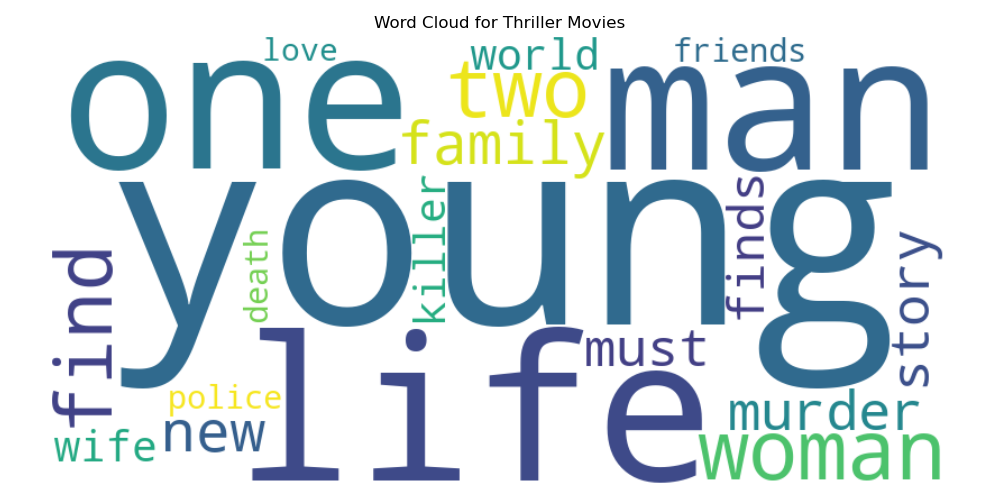 Word Cloud for Thriller Movies
love
world
friends
one
two
man
family
young
killer
finds
death
find
story
life
must
police
murder
new
wife
woman